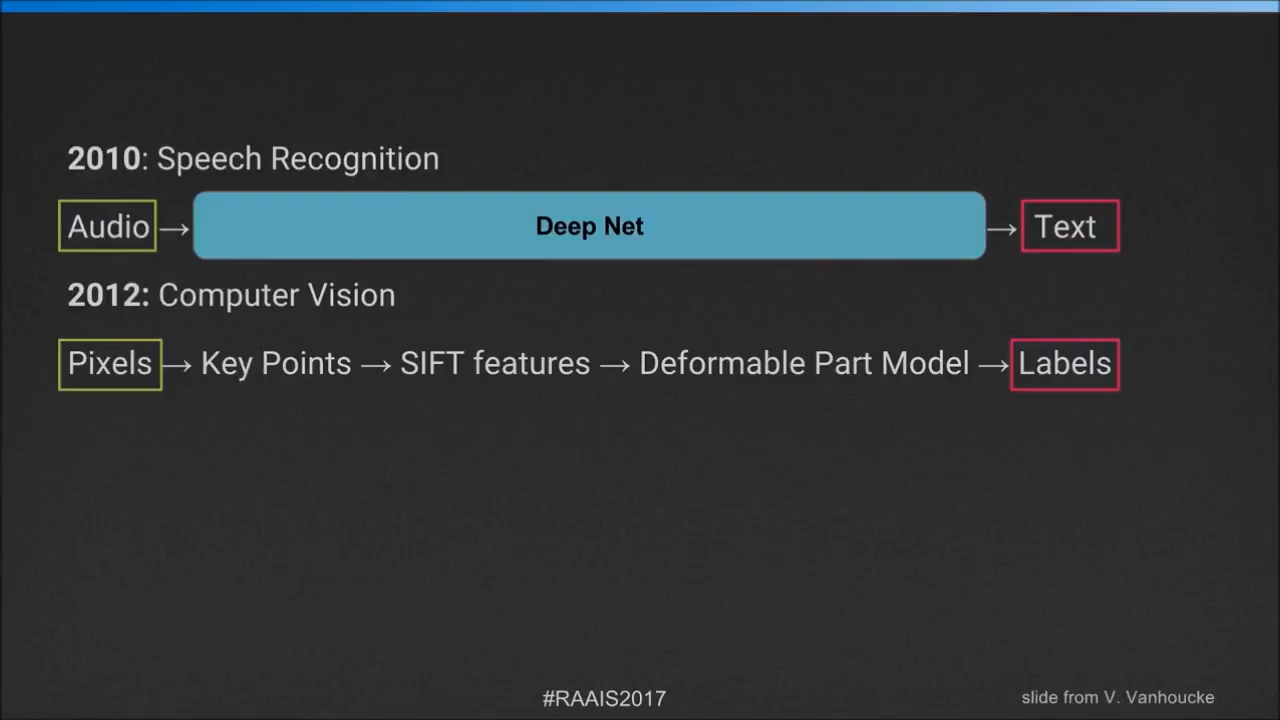 2010: Speech Recognition
Audio → Deep Net → Text
2012: Computer Vision
Pixels → Key Points → SIFT features → Deformable Part Model → Labels
#RAAIS2017
slide from V. Vanhoucke